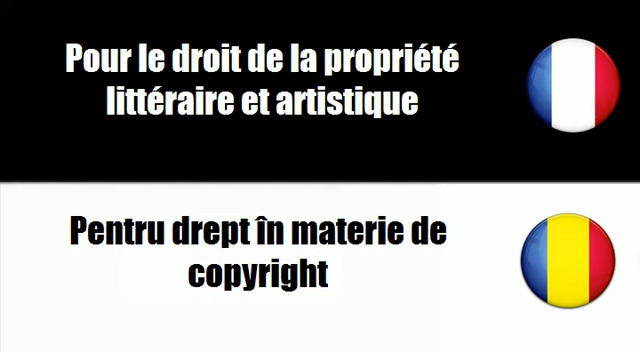 Pour le droit de la propriété
littéraire et artistique
Pentru drept în materie de
copyright